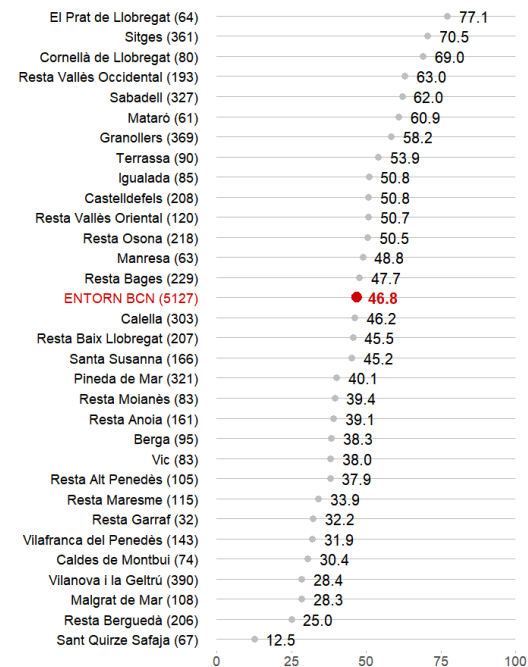 El Prat de Llobregat (64) 77.1
Sitges (361) 70.5
Cornellà de Llobregat (80) 69.0
Resta Vallès Occidental (193) 63.0
Sabadell (327) 62.0
Mataró (61) 60.9
Granollers (369) 58.2
Terrassa (90) 53.9
Igualada (85) 50.8
Castelldefels (208) 50.8
Resta Vallès Oriental (120) 50.7
Resta Osona (218) 50.5
Manresa (63) 48.8
Resta Bages (229) 47.7
ENTORN BCN (5127) 46.8
Calella (303) 46.2
Resta Baix Llobregat (207) 45.5
Santa Susanna (166) 45.2
Pineda de Mar (321) 40.1
Resta Moianès (83) 39.4
Resta Anoia (161) 39.1
Berga (95) 38.3
Vic (83) 38.0
Resta Alt Penedès (105) 37.9
Resta Maresme (115) 33.9
Resta Garraf (32) 32.2
Vilafranca del Penedès (143) 31.9
Caldes de Montbui (74) 30.4
Vilanova i la Geltrú (390) 28.4
Malgrat de Mar (108) 28.3
Resta Berguedà (206) 25.0
Sant Quirze Safaja (67) 12.5
0 25 50 75 100